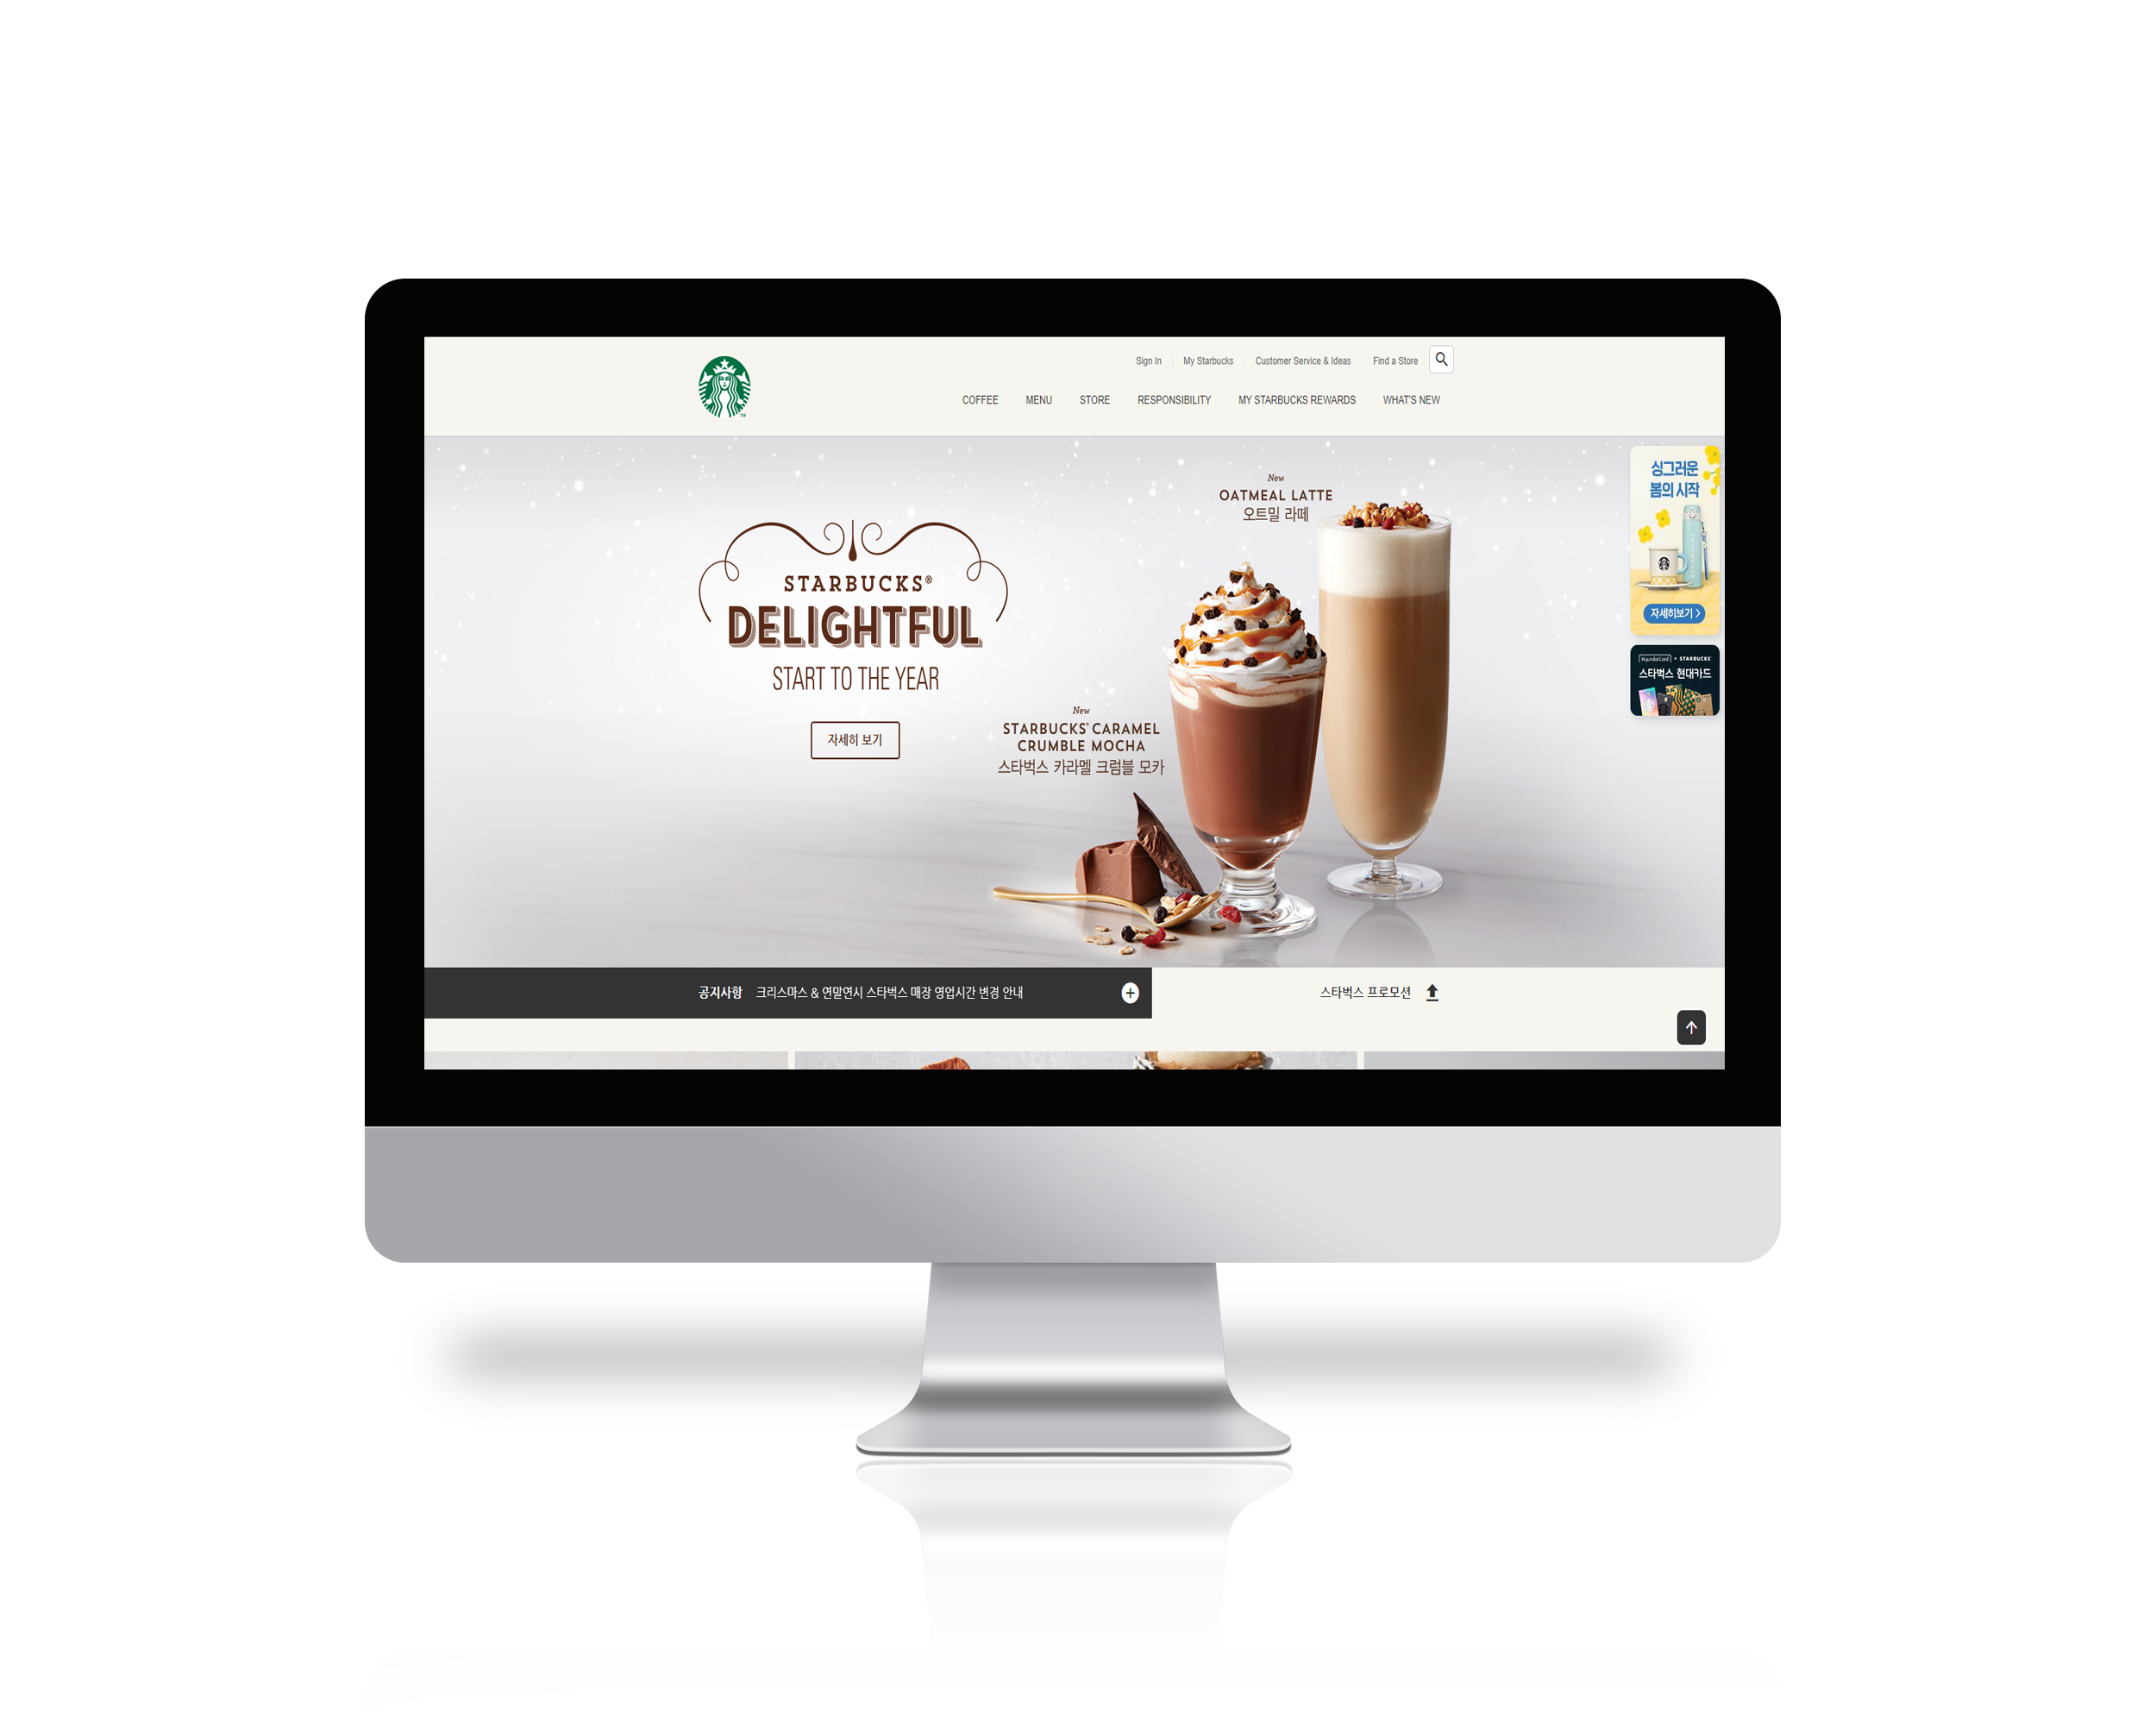 Sign In
My Starbucks
Customer Service & Ideas
Find a Store
COFFEE
MENU
STORE
RESPONSIBILITY
MY STARBUCKS REWARDS
WHAT'S NEW
TM
STARBUCKS®
DELIGHTFUL
START TO THE YEAR
자세히 보기
New
OATMEAL LATTE
오트밀 라떼
New
STARBUCKS® CARAMEL
CRUMBLE MOCHA
스타벅스 카라멜 크럼블 모카
싱그러운
봄의 시작
자세히보기 >
HyundaiCard + STARBUCKS
스타벅스 현대카드
공지사항 크리스마스 & 연말연시 스타벅스 매장 영업시간 변경 안내
스타벅스 프로모션